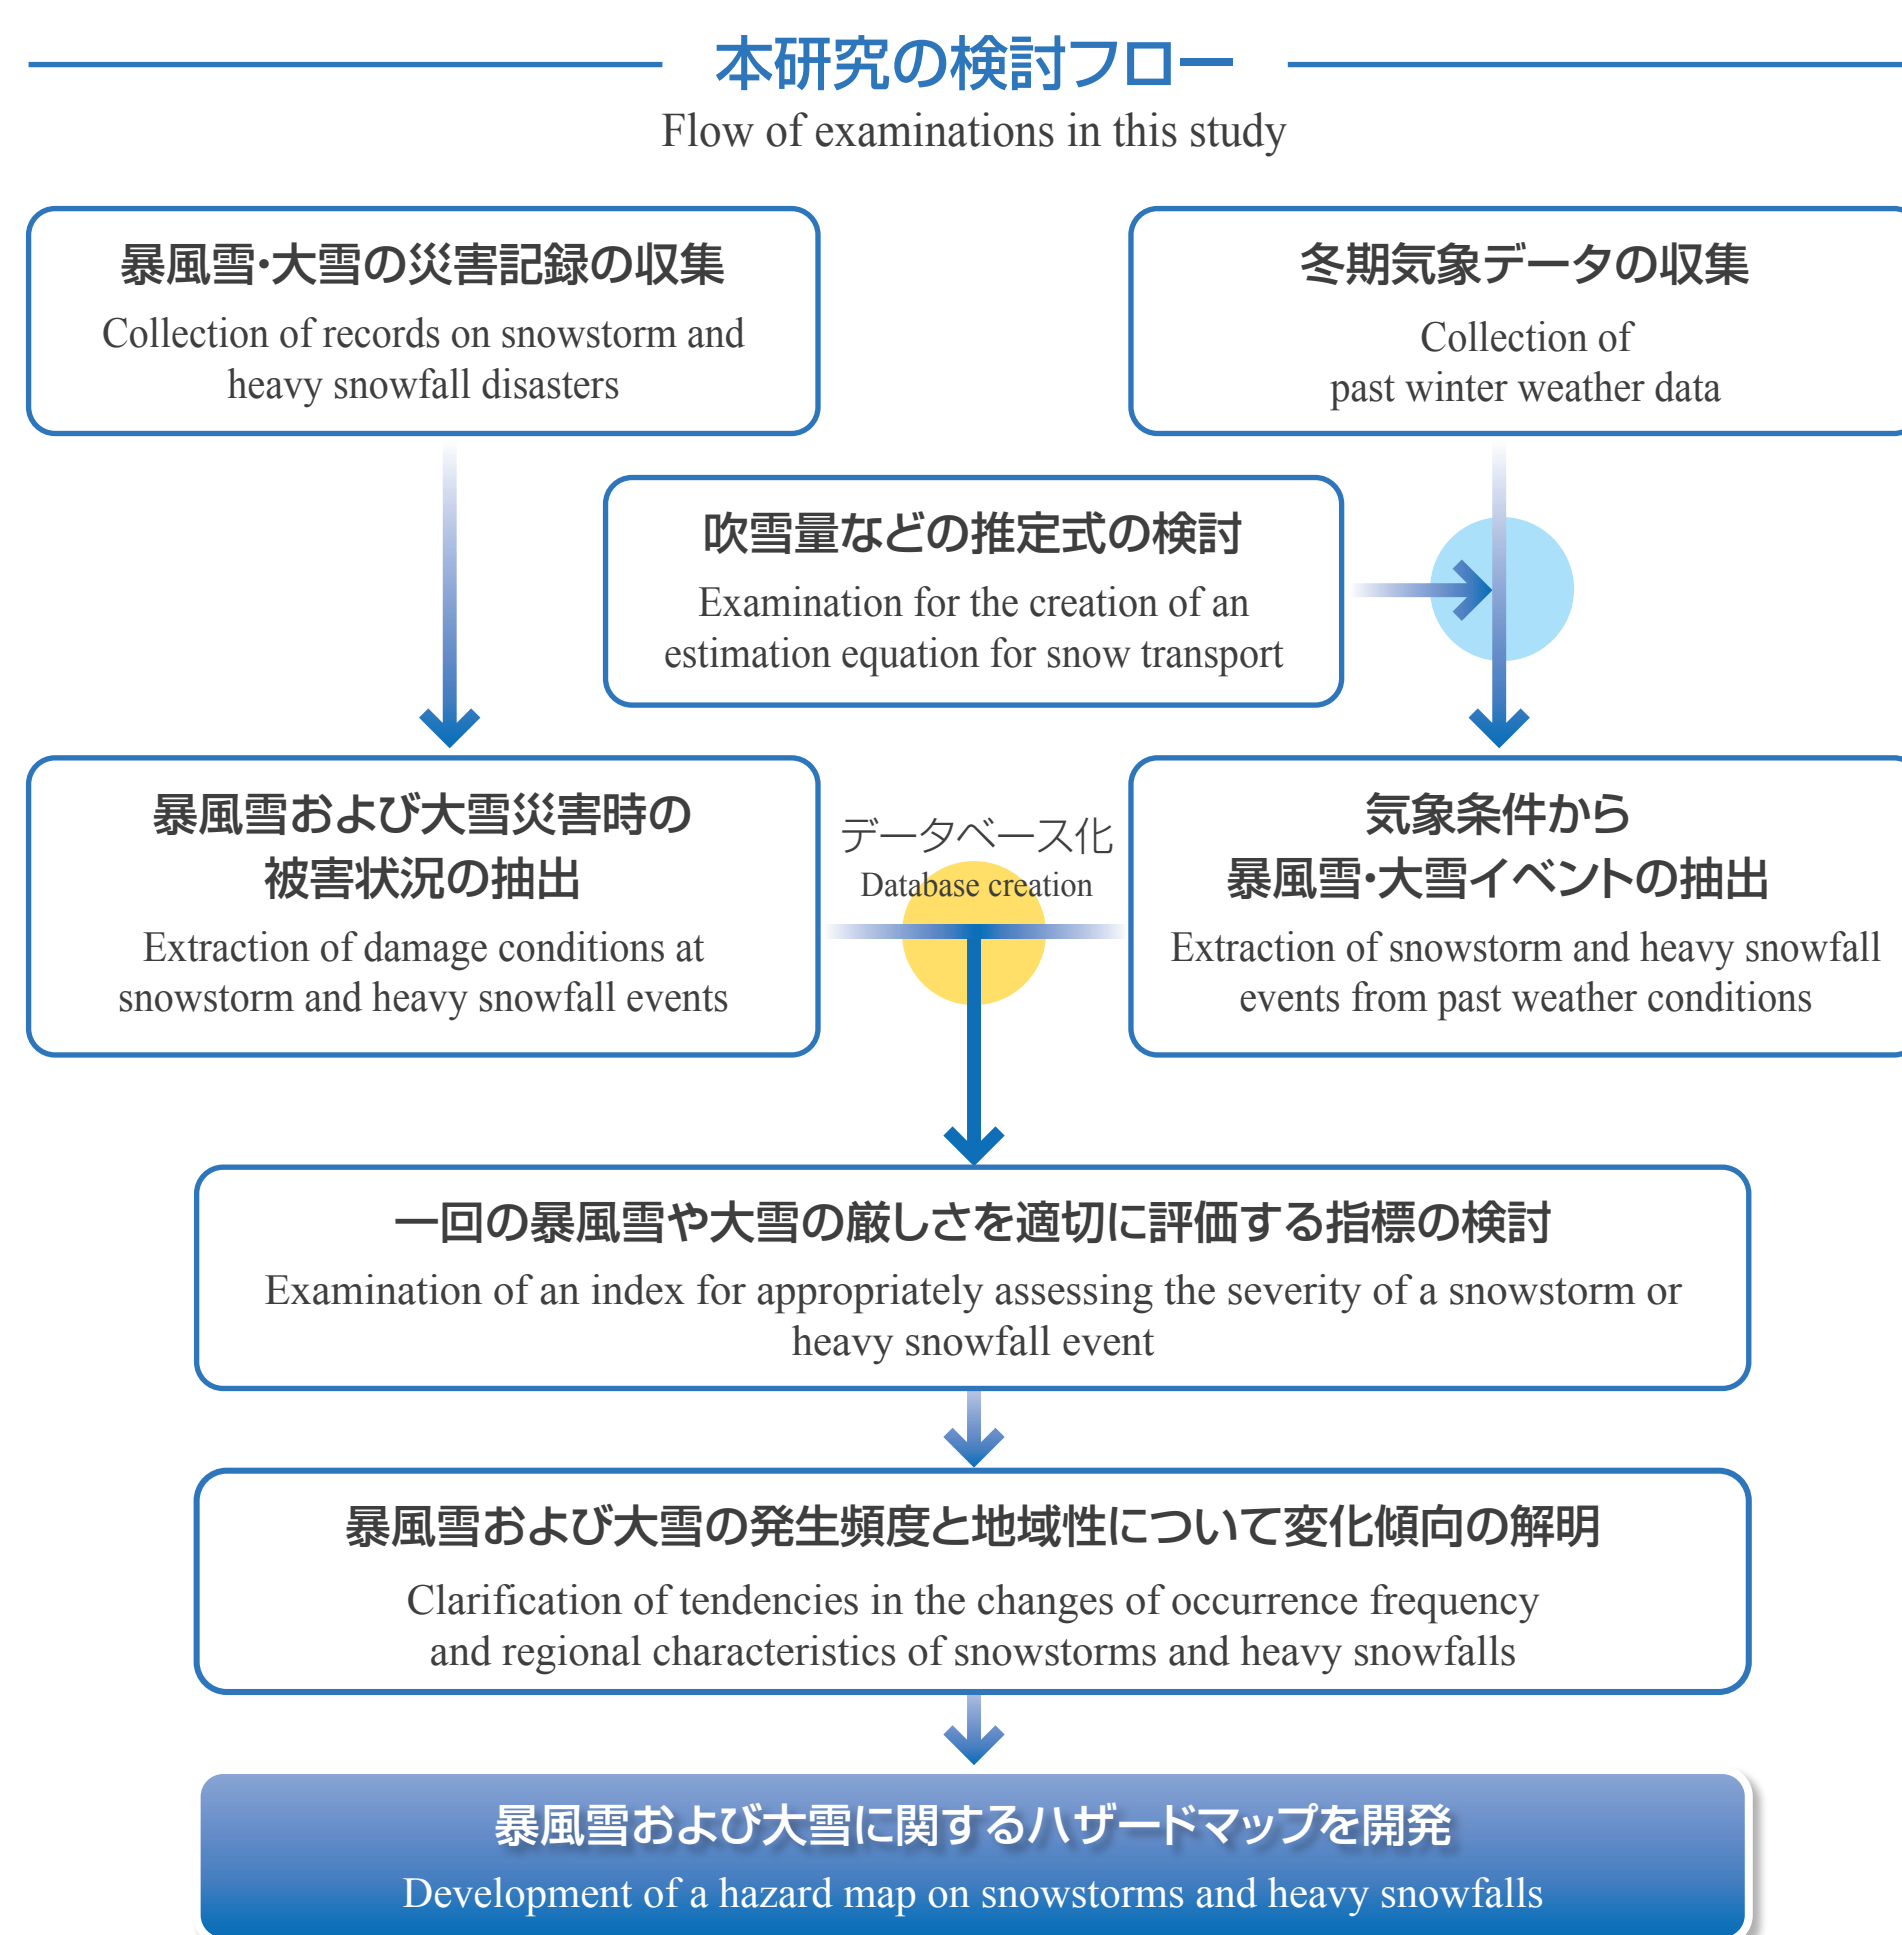 本研究の検討フロー
Flow of examinations in this study
暴風雪・大雪の災害記録の収集
Collection of records on snowstorm and
heavy snowfall disasters
冬期気象データの収集
Collection of
past winter weather data
吹雪量などの推定式の検討
Examination for the creation of an
estimation equation for snow transport
暴風雪および大雪災害時の
被害状況の抽出
Extraction of damage conditions at
snowstorm and heavy snowfall events
データベース化
Database creation
気象条件から
暴風雪・大雪イベントの抽出
Extraction of snowstorm and heavy snowfall
events from past weather conditions
一回の暴風雪や大雪の厳しさを適切に評価する指標の検討
Examination of an index for appropriately assessing the severity of a snowstorm or
heavy snowfall event
暴風雪および大雪の発生頻度と地域性について変化傾向の解明
Clarification of tendencies in the changes of occurrence frequency
and regional characteristics of snowstorms and heavy snowfalls
暴風雪および大雪に関するハザードマップを開発
Development of a hazard map on snowstorms and heavy snowfalls